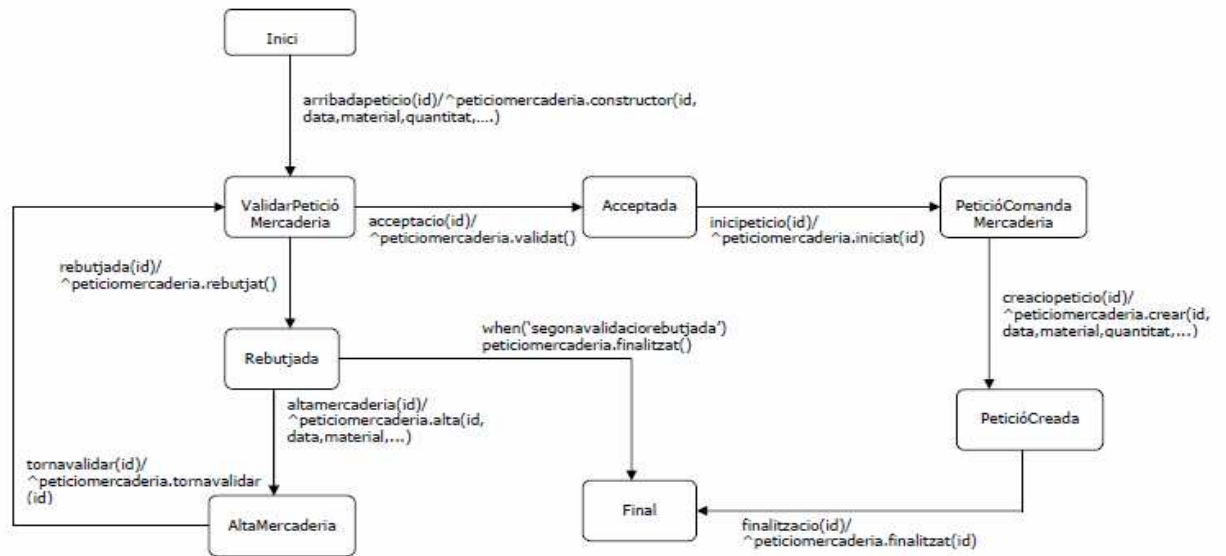 Inici
arribadapeticio(id)/^peticiomercaderia.constructor(id,
data,material,quantitat,....)
ValidarPetició
Mercaderia
acceptacio(id)/
^peticiomercaderia.validat()
Acceptada
inicipeticio(id)/
^peticiomercaderia.iniciat(id)
PeticióComanda
Mercaderia
rebutjada(id)/
^peticiomercaderia.rebutjat()
creaciopeticio(id)/
^peticiomercaderia.crear(id,
data,material,quantitat,...)
Rebutjada
when('segonavalidaciorebutjada')
peticiomercaderia.finalitzat()
altamercaderia(id)/
^peticiomercaderia.alta(id,
data,material,...)
PeticióCreada
tornavalidar(id)/
^peticiomercaderia.tornavalidar
(id)
AltaMercaderia
Final
finalitzacio(id)/
^peticiomercaderia.finalitzat(id)